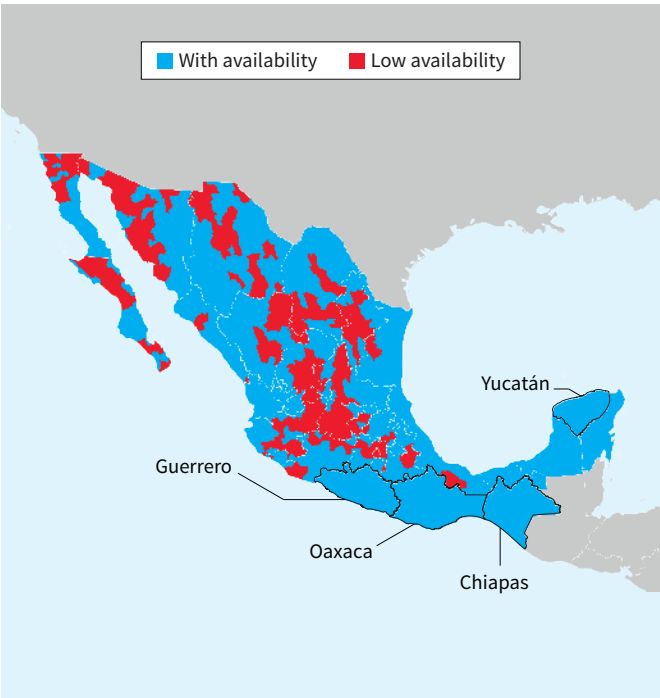 With availability
Low availability
Yucatán
Guerrero
Oaxaca
Chiapas